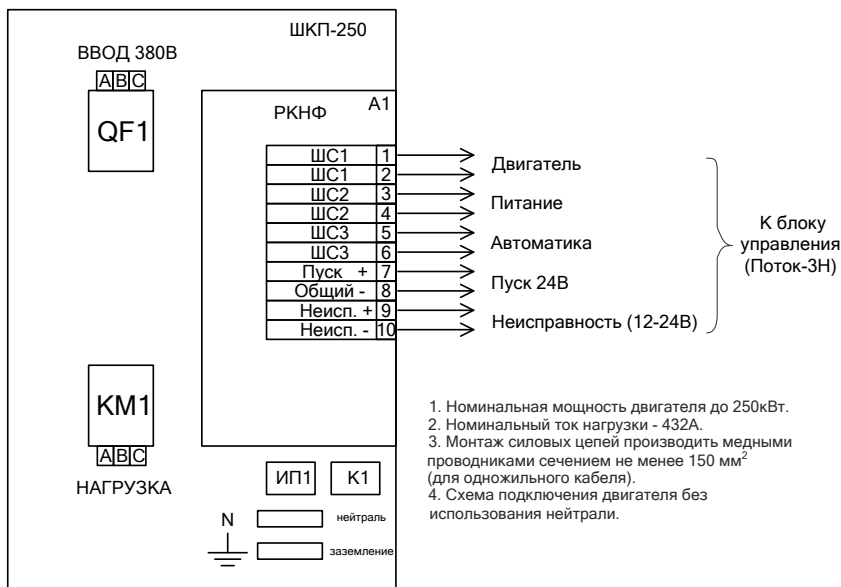 ШКП-250
ВВОД 380В
A B C
QF1
РКНФ
A1
ШС1 1
ШС1 2
ШС2 3
ШС2 4
ШС3 5
ШС3 6
Пуск + 7
Общий - 8
Неисп. + 9
Неисп. - 10
Двигатель
Питание
Автоматика
Пуск 24В
Неисправность (12-24В)
К блоку
управления
(Поток-3Н)
KM1
A B C
НАГРУЗКА
ИП1
К1
N
нейтраль
заземление
1. Номинальная мощность двигателя до 250кВт.
2. Номинальный ток нагрузки - 432А.
3. Монтаж силовых цепей производить медными
проводниками сечением не менее 150 мм²
(для одножильного кабеля).
4. Схема подключения двигателя без
использования нейтрали.